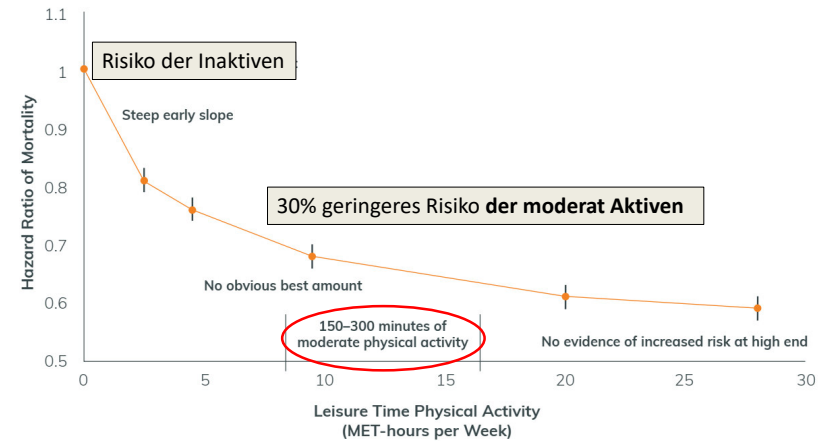 1.1
Risiko der Inaktiven :
1
Steep early slope
0.9
0.8
30% geringeres Risiko der moderat Aktiven
0.7
No obvious best amount
0.6
150–300 minutes of
moderate physical activity
No evidence of increased risk at high end
0.5
0 5 10 15 20 25 30
Hazard Ratio of Mortality
Leisure Time Physical Activity
(MET-hours per Week)